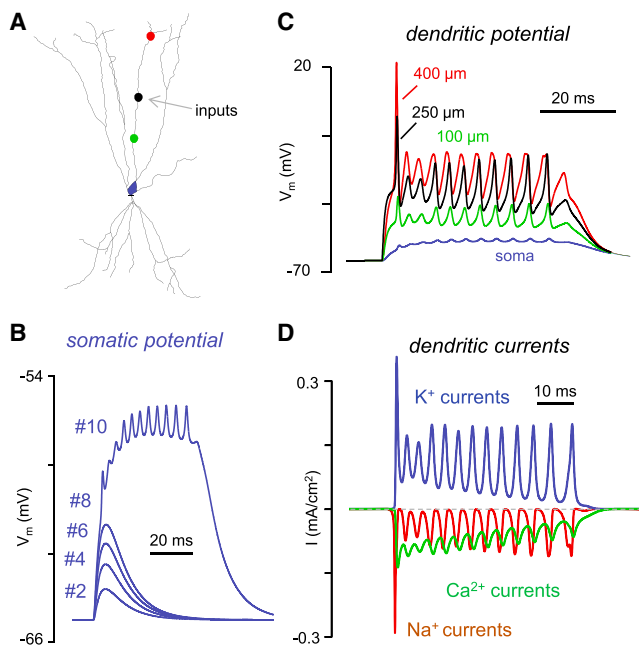 A
inputs
C
dendritic potential
400 µm
250 µm
100 µm
20 ms
20
Vm (mV)
-70
soma
B
somatic potential
-54
#10
#8
#6
#4
#2
20 ms
Vm (mV)
-66
D
dendritic currents
0.3
K+ currents
10 ms
I (mA/cm2)
Ca2+ currents
-0.3
Na+ currents